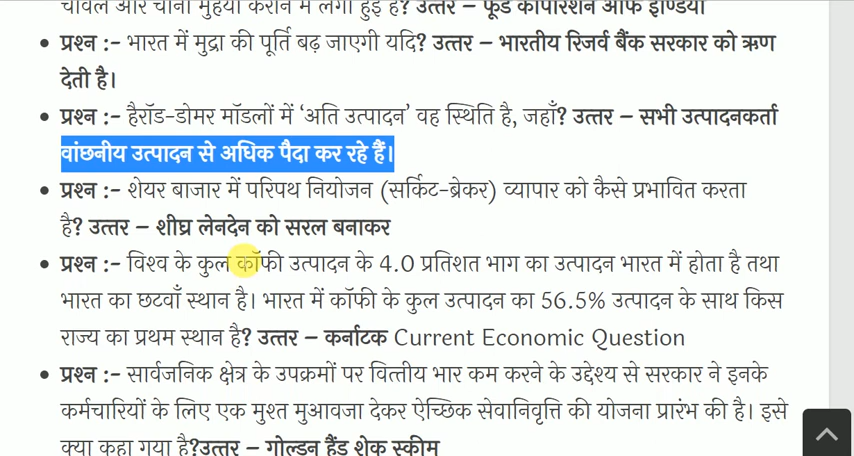 चावल और चीनी मुहैया कराने में लगी हुई है? उत्तर – फूड कॉर्पोरेशन ऑफ इण्डिया
प्रश्न :- भारत में मुद्रा की पूर्ति बढ़ जाएगी यदि? उत्तर – भारतीय रिजर्व बैंक सरकार को ऋण
देती है।
प्रश्न :- हैरॉड-डोमर मॉडलों में ‘अति उत्पादन’ वह स्थिति है, जहाँ? उत्तर – सभी उत्पादनकर्ता
वांछनीय उत्पादन से अधिक पैदा कर रहे हैं।
प्रश्न :- शेयर बाजार में परिपथ नियोजन (सर्किट-ब्रेकर) व्यापार को कैसे प्रभावित करता
है? उत्तर – शीघ्र लेनदेन को सरल बनाकर
प्रश्न :- विश्व के कुल कॉफी उत्पादन के 4.0 प्रतिशत भाग का उत्पादन भारत में होता है तथा
भारत का छटवाँ स्थान है। भारत में कॉफी के कुल उत्पादन का 56.5% उत्पादन के साथ किस
राज्य का प्रथम स्थान है? उत्तर – कर्नाटक Current Economic Question
प्रश्न :- सार्वजनिक क्षेत्र के उपक्रमों पर वित्तीय भार कम करने के उद्देश्य से सरकार ने इनके
कर्मचारियों के लिए एक मुश्त मुआवजा देकर ऐच्छिक सेवानिवृत्ति की योजना प्रारंभ की है। इसे
क्या कहा गया है?उत्तर – गोल्डन हैंड शेक स्कीम